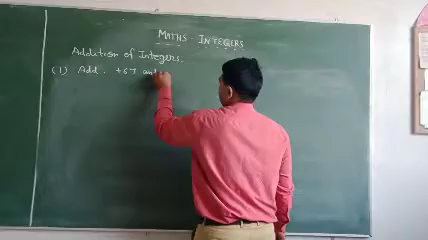 MATHS - INTEGERS
Addition of Integers.
(1) Add. +67 and